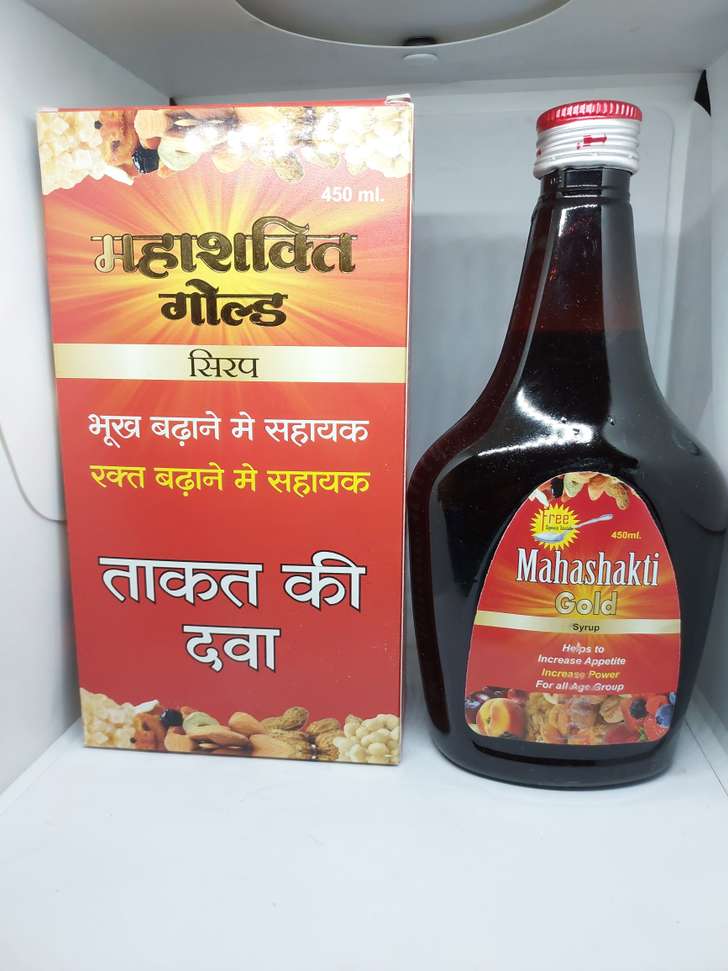 450 ml.
महाशक्ति
गोल्ड
सिरप
भूख बढ़ाने मे सहायक
रक्त बढ़ाने मे सहायक
ताकत की
दवा
Free
450ml.
Mahashakti
Gold
Syrup
Helps to
Increase Appetite
Increase Power
For all Age Group